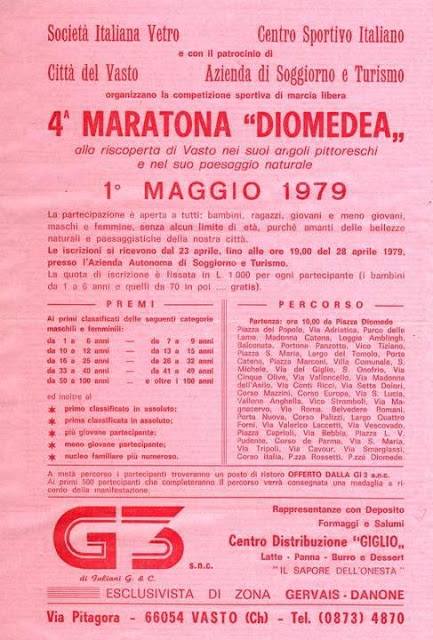 Società Italiana Vetro Centro Sportivo Italiano
e con il patrocinio di
Città del Vasto Azienda di Soggiorno e Turismo
organizzano la competizione sportiva di marcia libera
4ª MARATONA "DIOMEDEA„
alla riscoperta di Vasto nei suoi angoli pittoreschi
e nel suo paesaggio naturale
1º MAGGIO 1979
La partecipazione è aperta a tutti: bambini, ragazzi, giovani e meno giovani,
maschi e femmine, senza alcun limite di età, purché amanti delle bellezze
naturali e paesaggistiche della nostra città.
Le iscrizioni si ricevono dal 23 aprile, fino alle ore 19,00 del 28 aprile 1979,
presso l'Azienda Autonoma di Soggiorno e Turismo.
La quota di iscrizione è fissata in L. 1.000 per ogni partecipante (i bambini
da 1 a 6 anni e quelli da 70 in poi .... gratis).
PREMI
Ai primi classificati delle seguenti categorie
maschili e femminili:
da 1 a 6 anni — da 7 a 9 anni
da 10 a 12 anni — da 13 a 15 anni
da 16 a 25 anni — da 26 a 32 anni
da 33 a 40 anni — da 41 a 49 anni
da 50 a 100 anni ... e oltre i 100 anni
ed inoltre al
★ primo classificato in assoluto;
★ prima classificata in assoluto;
★ più giovane partecipante;
★ meno giovane partecipante;
★ nucleo familiare più numeroso.
PERCORSO
Partenza: ore 10,00 da Piazza Diomede
Piazza del Popolo, Via Adriatica, Parco delle
Lame, Madonna Catena, Loggia Amblingh,
Balconata, Portone Panzotto, Vico Tiziano,
Piazza S. Maria, Largo del Tomolo, Porta
Catena, Piazza Marconi, Villa Comunale, S.
Michele, Via del Giglio, S. Onofrio, Via
Cinque Olive, Via Valloncello, Via Madonna
dell'Asilo, Via Conti Ricci, Via Sette Dolori,
Corso Mazzini, Corso Europa, Via S. Lucia,
Vallone Anghella, Vico Stromboli, Via Ma-
gnacervo, Via Roma, Belvedere Romani,
Porta Nuova, Corso Palizzi, Largo Quattro
Forni, Via Valerico Laccetti, Via Vescovado,
Piazza Caprioli, Via Bebbia, Piazza L. V.
Pudente, Corso de Parma, Via S. Maria,
Via Tripoli, Via Cavour, Via Smargiassi,
Corso Italia, P.zza Rossetti, P.zza Diomede.
A metà percorso i partecipanti troveranno un posto di ristoro OFFERTO DALLA G3 s.n.c.
Ai primi 500 partecipanti che completeranno il percorso verrà consegnata una medaglia a ri-
cordo della manifestazione.
G3 s.n.c.
di Juliani G. & C.
Rappresentanze con Deposito
Formaggi e Salumi
Centro Distribuzione "GIGLIO„
Latte - Panna - Burro e Dessert
"IL SAPORE DELL'ONESTA"
ESCLUSIVISTA DI ZONA GERVAIS - DANONE
Via Pitagora - 66054 VASTO (Ch) - Tel. (0873) 4870